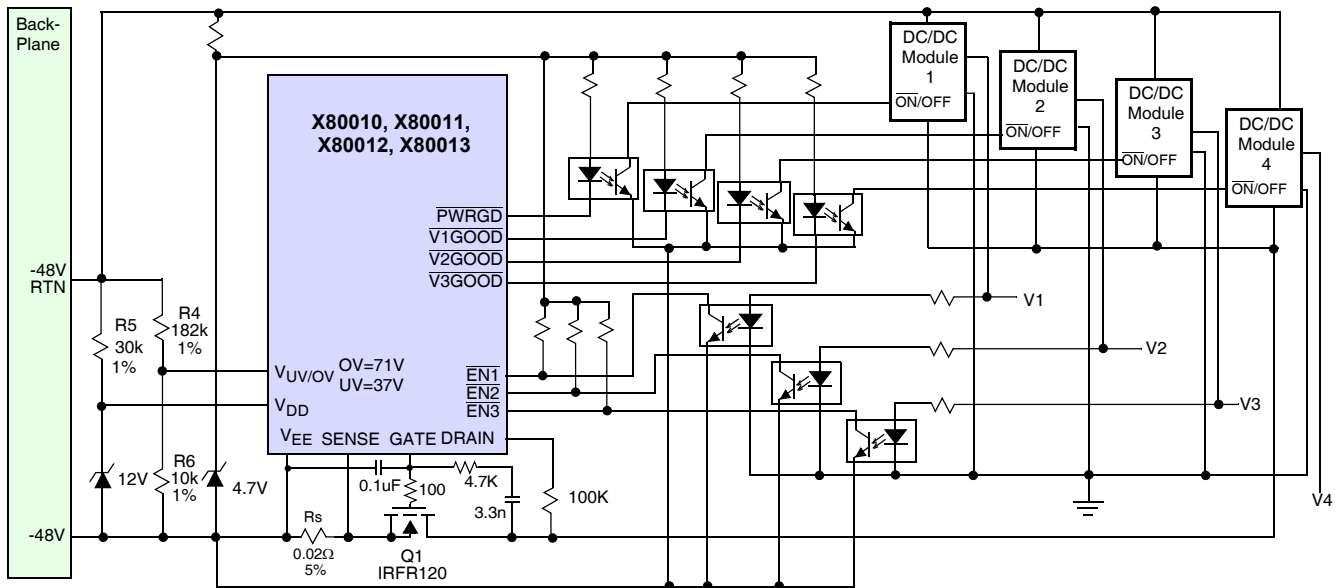 Back-
Plane
-48V
RTN
-48V
R5
30k
1%
R4
182k
1%
12V
R6
10k
1%
4.7V
X80010, X80011,
X80012, X80013
PWRGD
V1GOOD
V2GOOD
V3GOOD
VUV/OV
OV=71V
UV=37V
VDD
EN1
EN2
EN3
VEE SENSE GATE DRAIN
0.1uF
100
4.7K
3.3n
100K
Rs
0.02Ω
5%
Q1
IRFR120
DC/DC
Module
1
ON/OFF
DC/DC
Module
2
ON/OFF
DC/DC
Module
3
ON/OFF
DC/DC
Module
4
ON/OFF
V1
V2
V3
V4